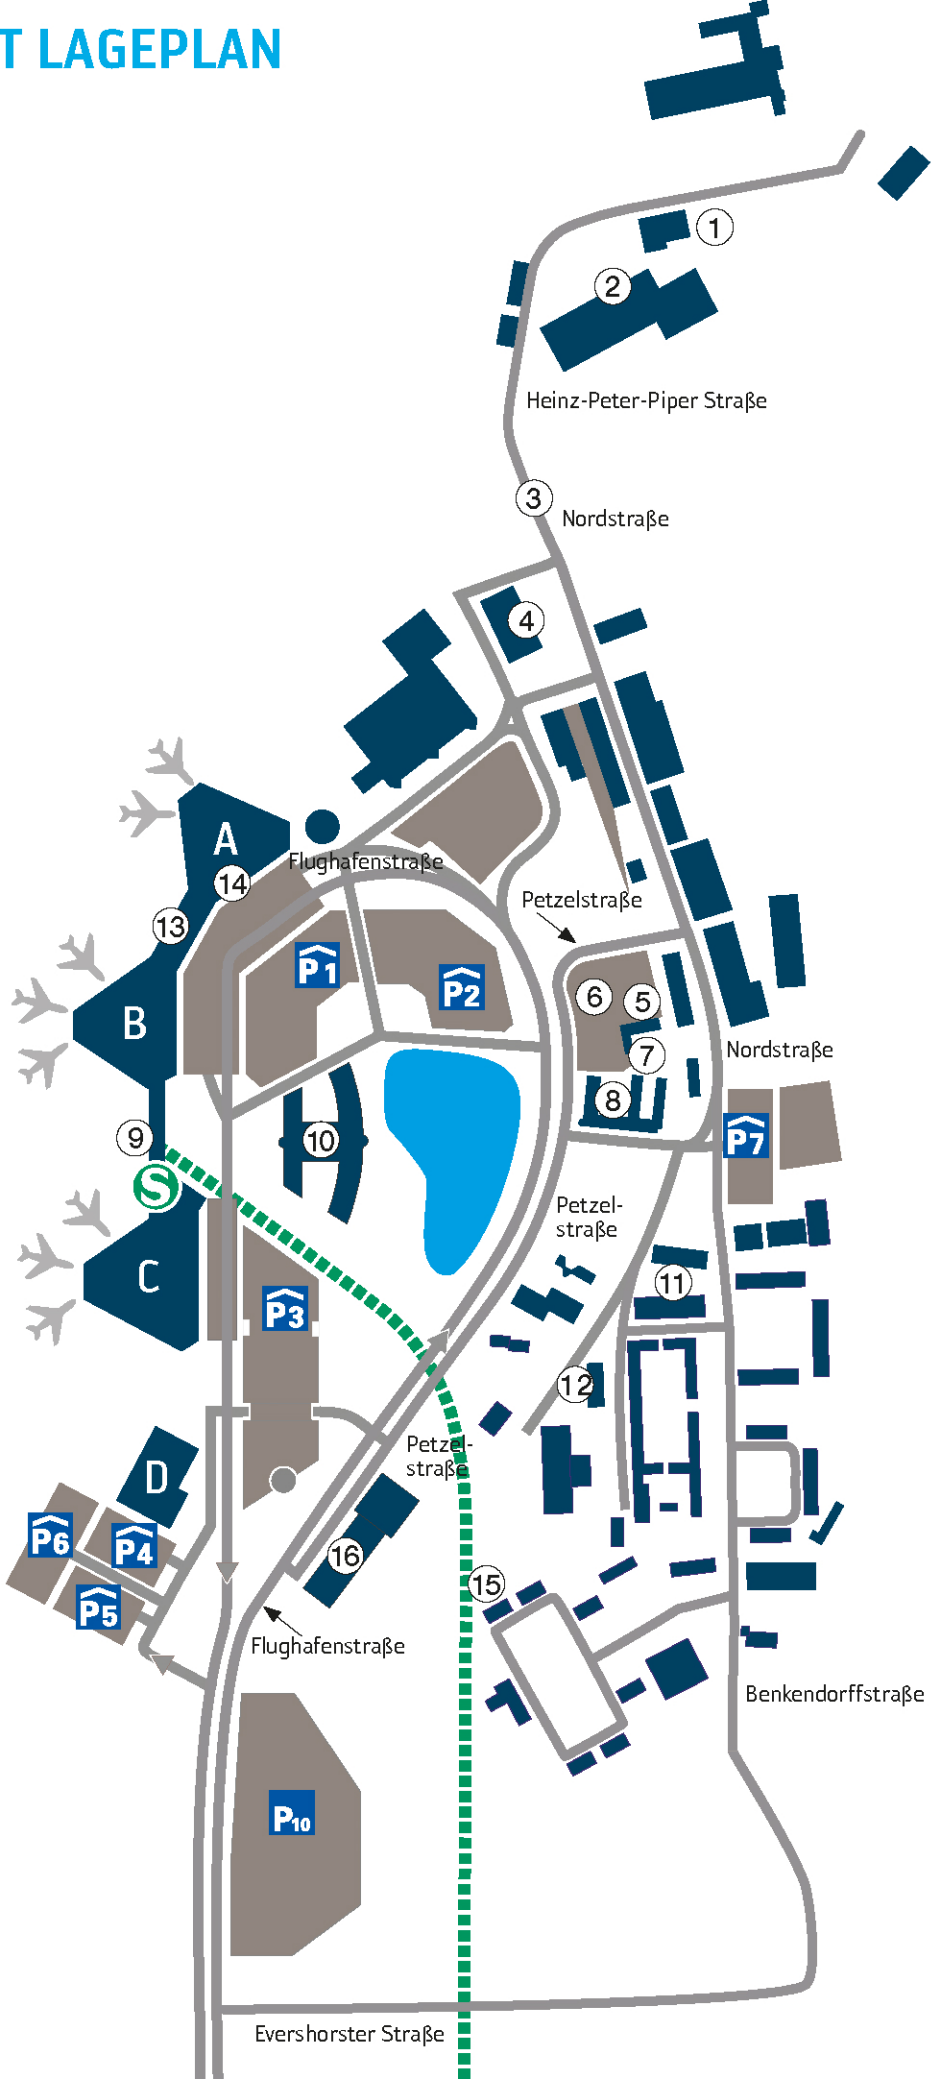 T LAGEPLAN
1
2
Heinz-Peter-Piper Straße
3
Nordstraße
4
A
Flughafenstraße
14
Petzelstraße
13
P1
P2
6
5
B
7
Nordstraße
8
9
10
P7
S
Petzel-
straße
C
11
P3
12
Petzel-
straße
D
P6
P4
16
15
P5
Flughafenstraße
Benkendorffstraße
P10
Evershorster Straße